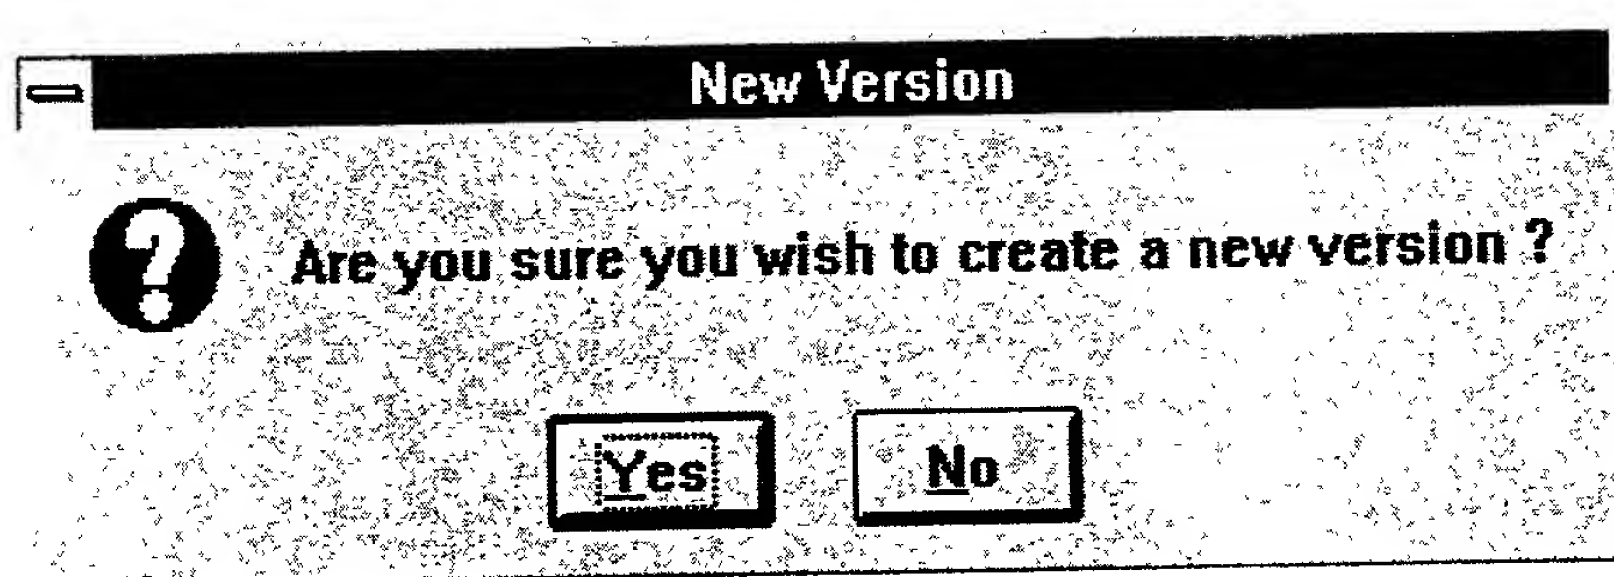 New Version
Are you sure you wish to create a new version ?
Yes
No